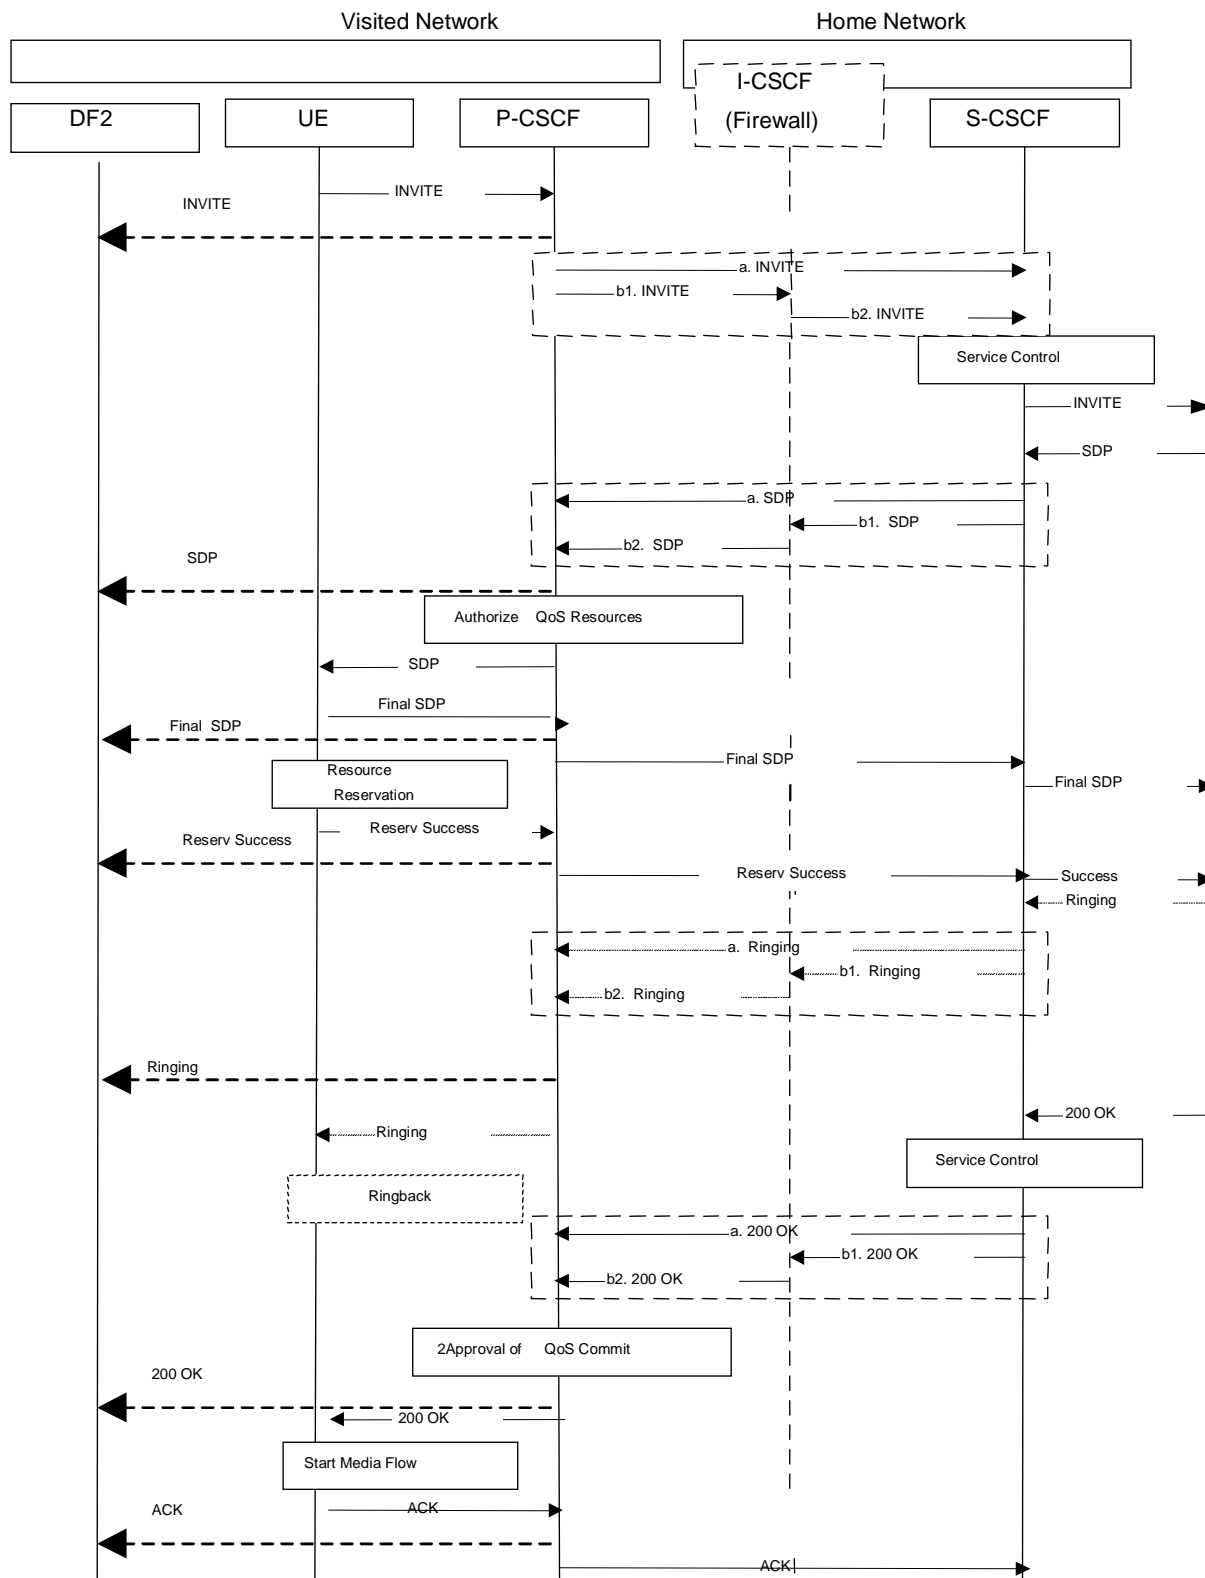 Visited Network
Home Network
DF2
UE
P-CSCF
I-CSCF
(Firewall)
S-CSCF
INVITE
INVITE
a. INVITE
b1. INVITE
b2. INVITE
Service Control
INVITE
SDP
a. SDP
b1. SDP
b2. SDP
SDP
Authorize QoS Resources
SDP
Final SDP
Final SDP
Final SDP
Resource
Reservation
Final SDP
Reserv Success
Reserv Success
Reserv Success
Success
Ringing
a. Ringing
b1. Ringing
b2. Ringing
Ringing
200 OK
Ringing
Service Control
Ringback
a. 200 OK
b1. 200 OK
b2. 200 OK
2Approval of QoS Commit
200 OK
200 OK
Start Media Flow
ACK
ACK
ACK